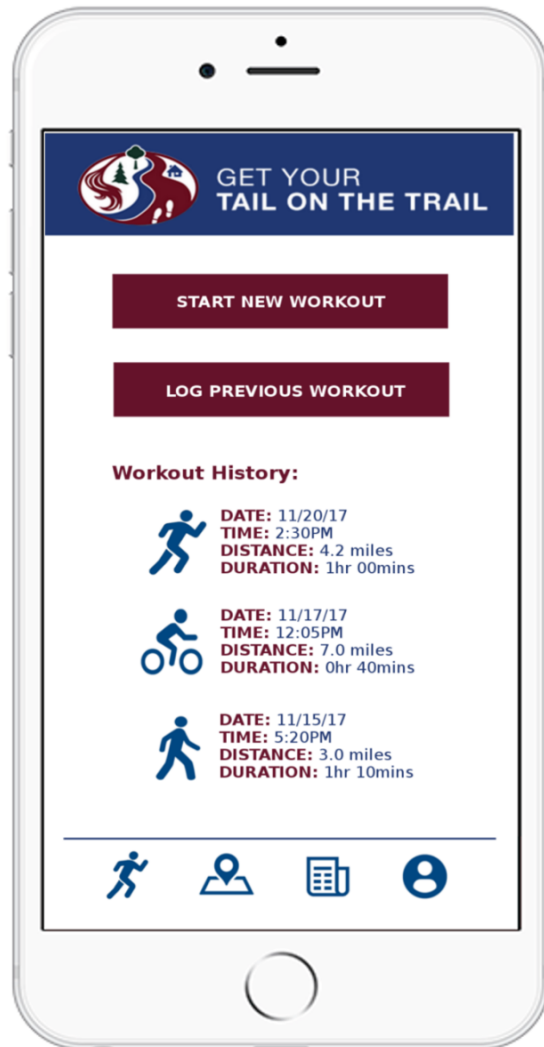 GET YOUR
TAIL ON THE TRAIL
START NEW WORKOUT
LOG PREVIOUS WORKOUT
Workout History:
DATE: 11/20/17
TIME: 2:30PM
DISTANCE: 4.2 miles
DURATION: 1hr 00mins
DATE: 11/17/17
TIME: 12:05PM
DISTANCE: 7.0 miles
DURATION: 0hr 40mins
DATE: 11/15/17
TIME: 5:20PM
DISTANCE: 3.0 miles
DURATION: 1hr 10mins